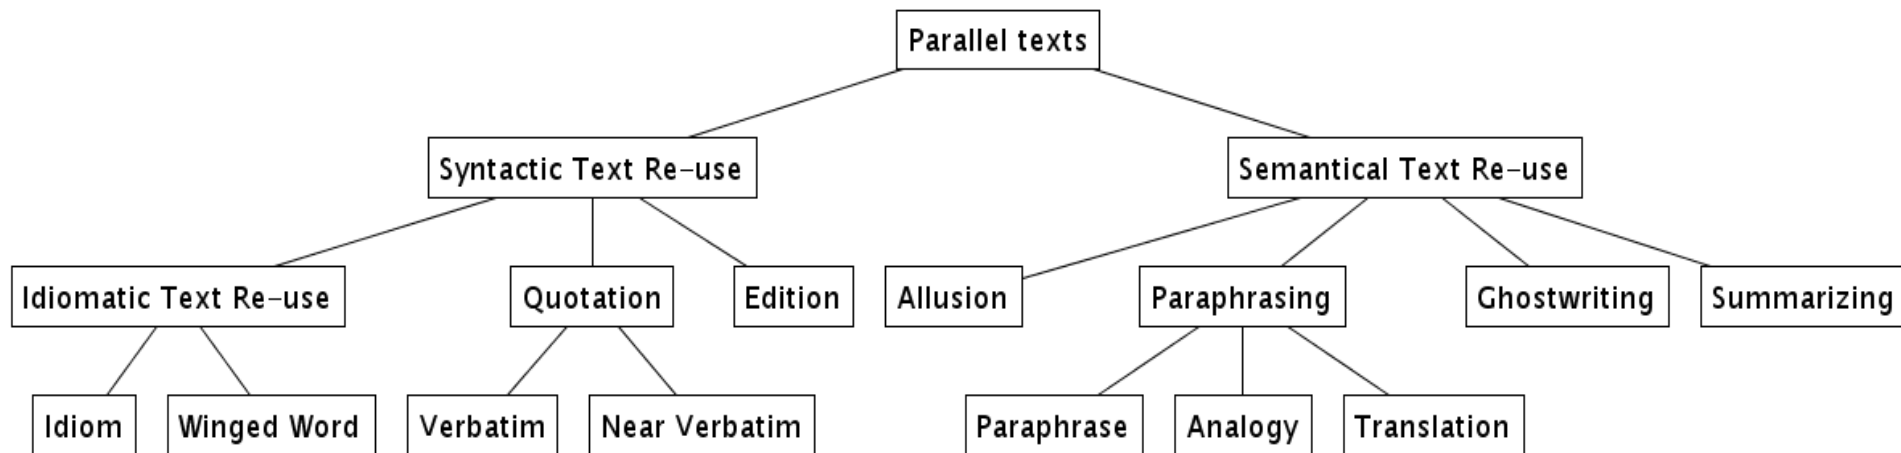 Parallel texts
Syntactic Text Re-use
Semantical Text Re-use
Idiomatic Text Re-use
Quotation
Edition
Allusion
Paraphrasing
Ghostwriting
Summarizing
Idiom
Winged Word
Verbatim
Near Verbatim
Paraphrase
Analogy
Translation